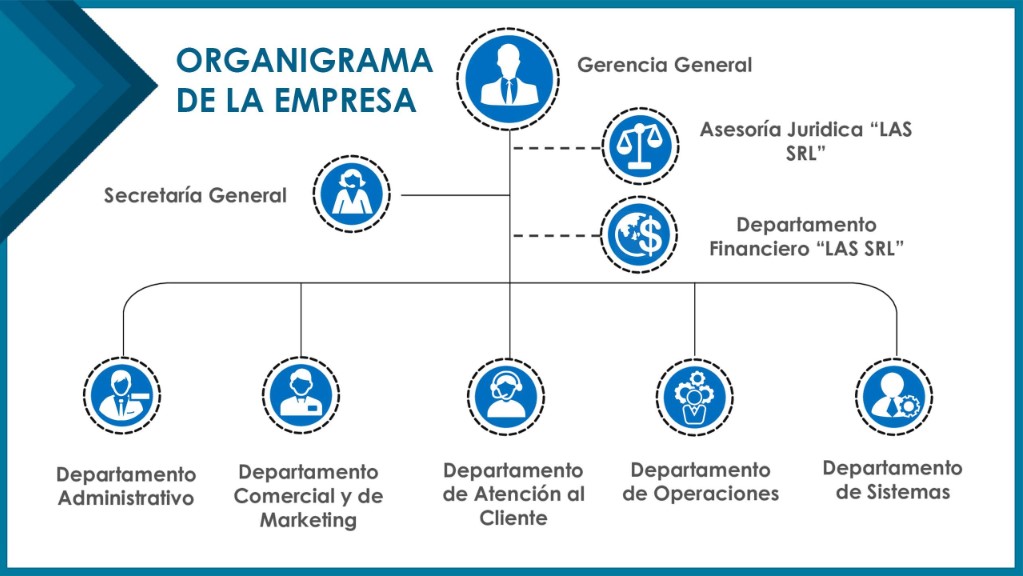 ORGANIGRAMA
DE LA EMPRESA
Gerencia General
Asesoría Juridica “LAS
SRL”
Secretaría General
Departamento
Financiero “LAS SRL”
Departamento
Administrativo
Departamento
Comercial y de
Marketing
Departamento
de Atención al
Cliente
Departamento
de Operaciones
Departamento
de Sistemas